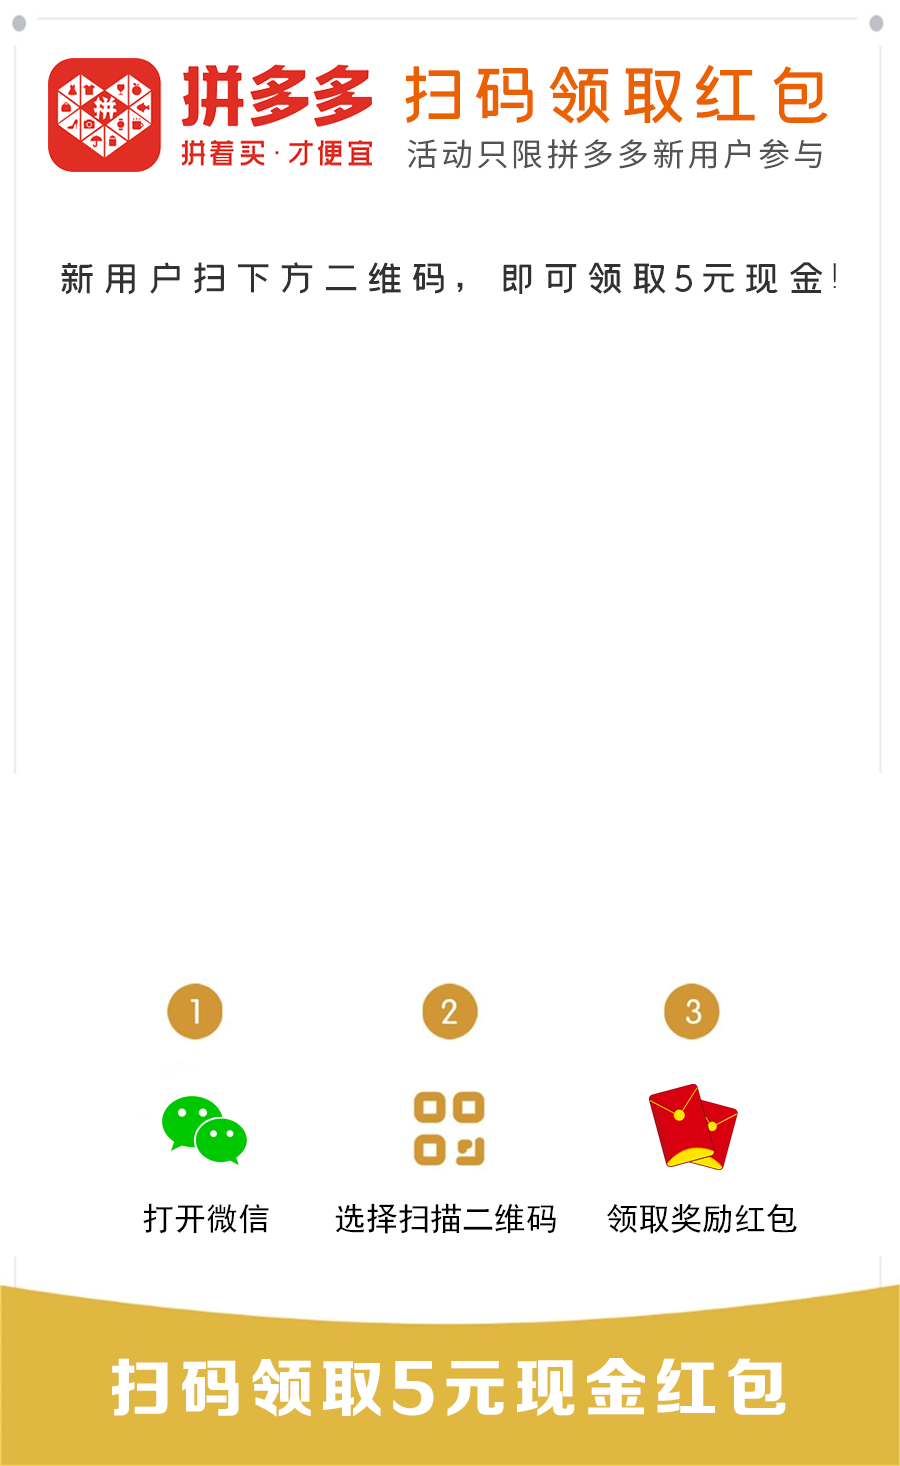 拼
拼多多
拼着买·才便宜
扫码领取红包
活动只限拼多多新用户参与
新用户扫下方二维码，即可领取5元现金!
1
2
3
打开微信
选择扫描二维码
领取奖励红包
扫码领取5元现金红包